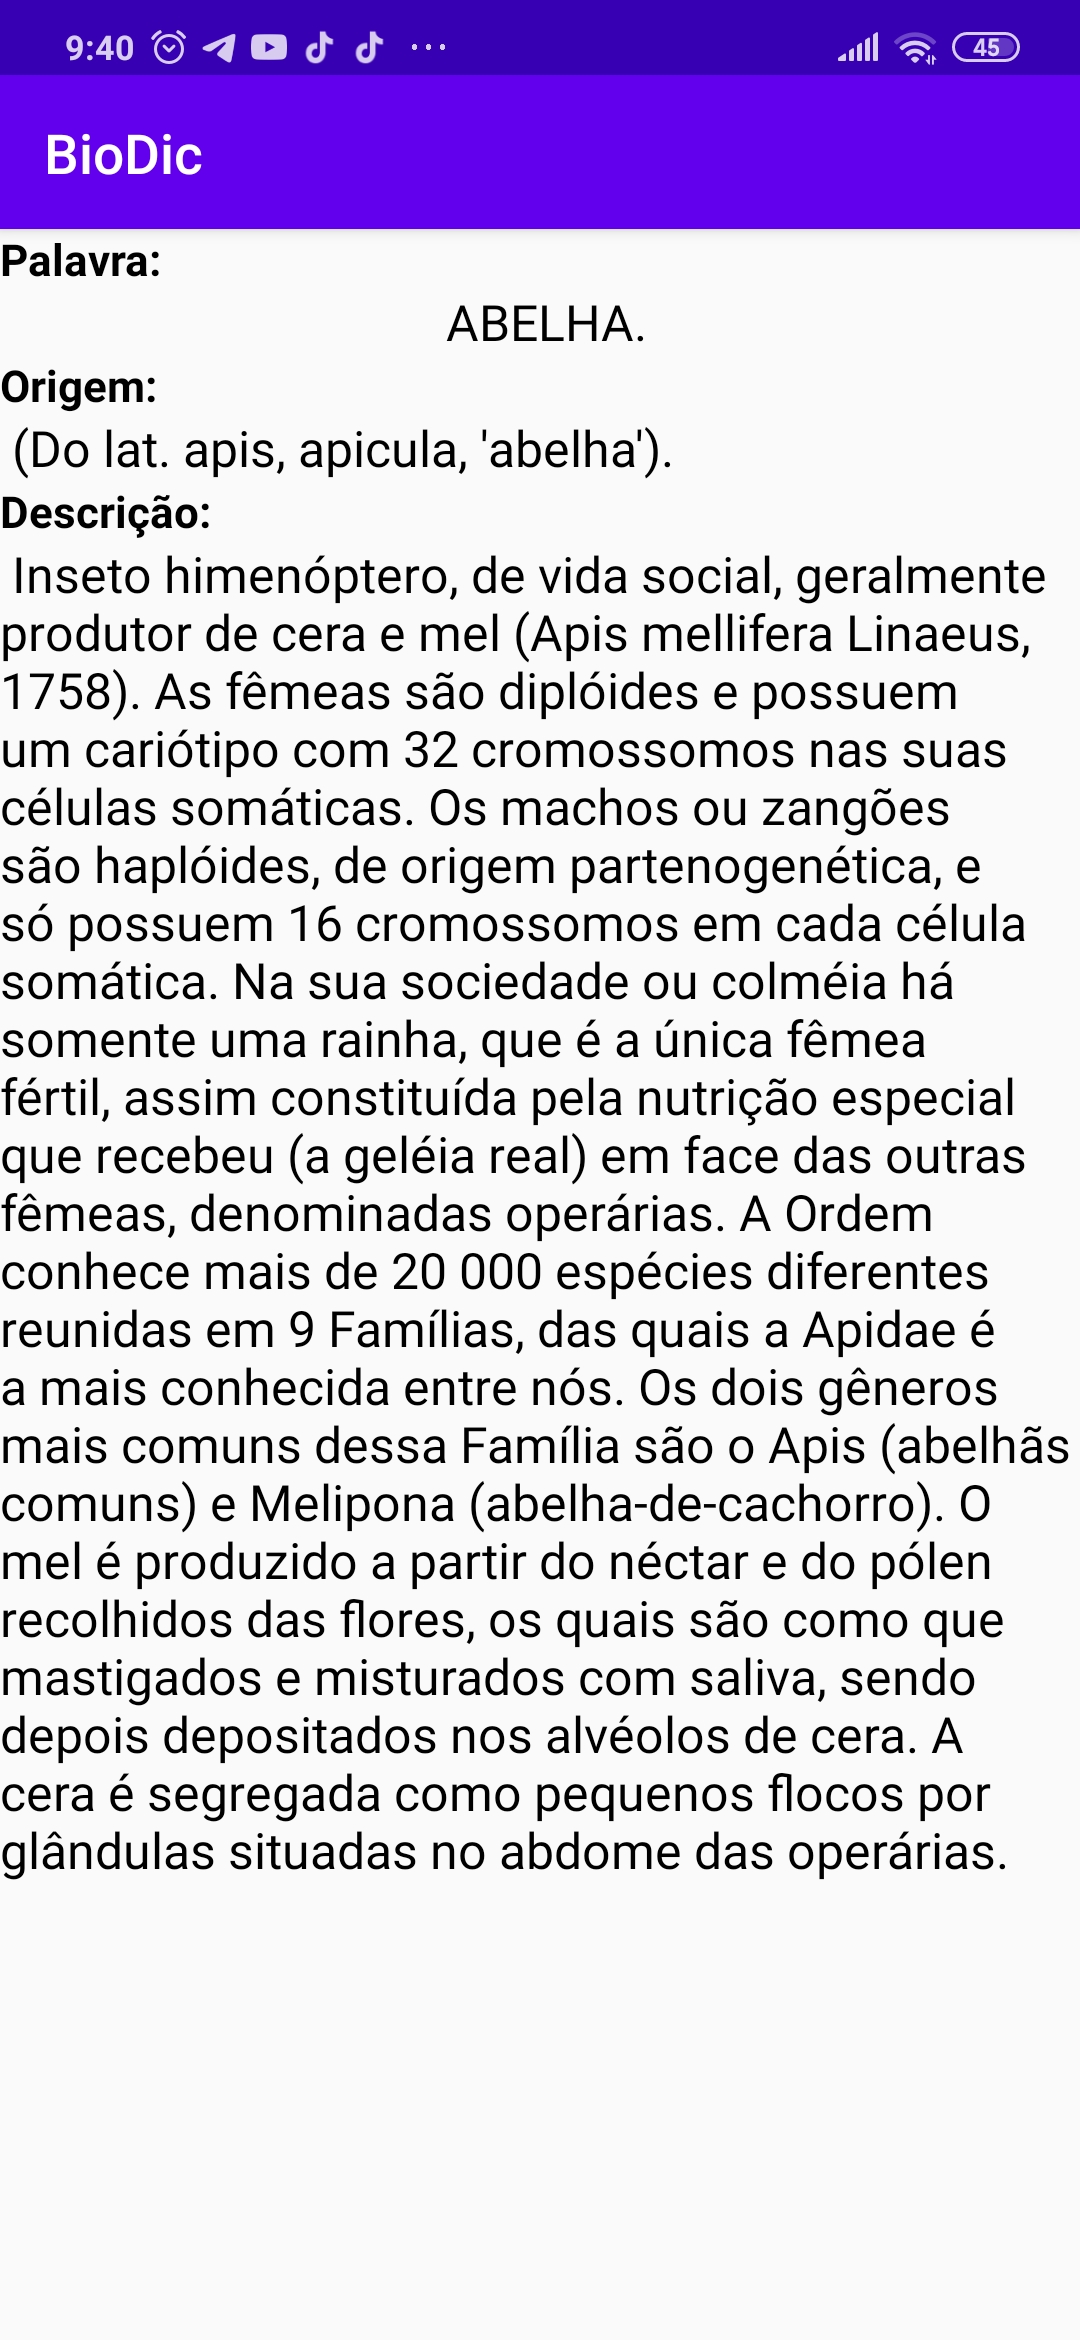 9:40
45
BioDic
Palavra:
ABELHA.
Origem:
(Do lat. apis, apicula, 'abelha').
Descrição:
Inseto himenóptero, de vida social, geralmente
produtor de cera e mel (Apis mellifera Linaeus,
1758). As fêmeas são diplóides e possuem
um cariótipo com 32 cromossomos nas suas
células somáticas. Os machos ou zangões
são haplóides, de origem partenogenética, e
só possuem 16 cromossomos em cada célula
somática. Na sua sociedade ou colméia há
somente uma rainha, que é a única fêmea
fértil, assim constituída pela nutrição especial
que recebeu (a geléia real) em face das outras
fêmeas, denominadas operárias. A Ordem
conhece mais de 20 000 espécies diferentes
reunidas em 9 Famílias, das quais a Apidae é
a mais conhecida entre nós. Os dois gêneros
mais comuns dessa Família são o Apis (abelhãs
comuns) e Melipona (abelha-de-cachorro). O
mel é produzido a partir do néctar e do pólen
recolhidos das flores, os quais são como que
mastigados e misturados com saliva, sendo
depois depositados nos alvéolos de cera. A
cera é segregada como pequenos flocos por
glândulas situadas no abdome das operárias.